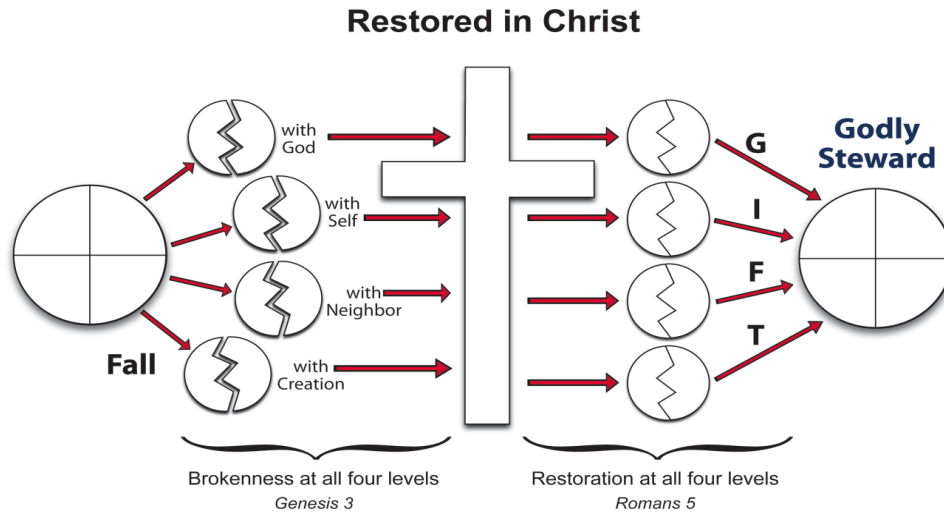 Restored in Christ
with
God
with
Self
with
Neighbor
with
Creation
Fall
G
I
F
T
Godly
Steward
Brokenness at all four levels
Genesis 3
Restoration at all four levels
Romans 5